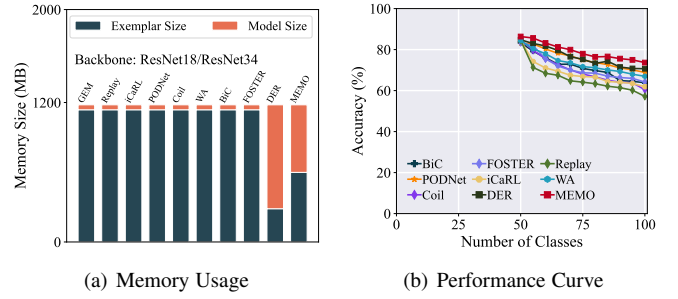 2000
Exemplar Size
Model Size
Backbone: ResNet18/ResNet34
GEM
Replay
iCaRL
PODNet
Coil
WA
BiC
FOSTER
DER
MEMO
1200
0
Memory Size (MB)
(a) Memory Usage
100
80
60
40
20
0
Accuracy (%)
BiC
FOSTER
Replay
PODNet
iCaRL
WA
Coil
DER
MEMO
0
25
50
75
100
Number of Classes
(b) Performance Curve